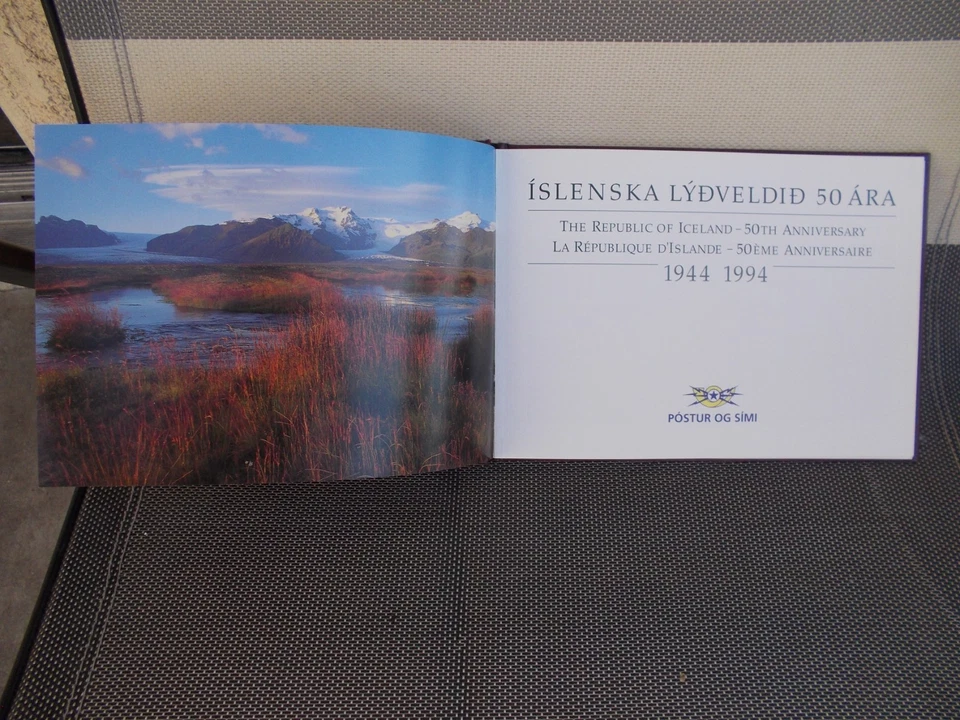 ÍSLENSKA LÝÐVELDIÐ 50 ÁRA
THE REPUBLIC OF ICELAND – 50TH ANNIVERSARY
LA RÉPUBLIQUE D'ISLANDE – 50ÈME ANNIVERSAIRE
1944 1994
PÓSTUR OG SÍMI